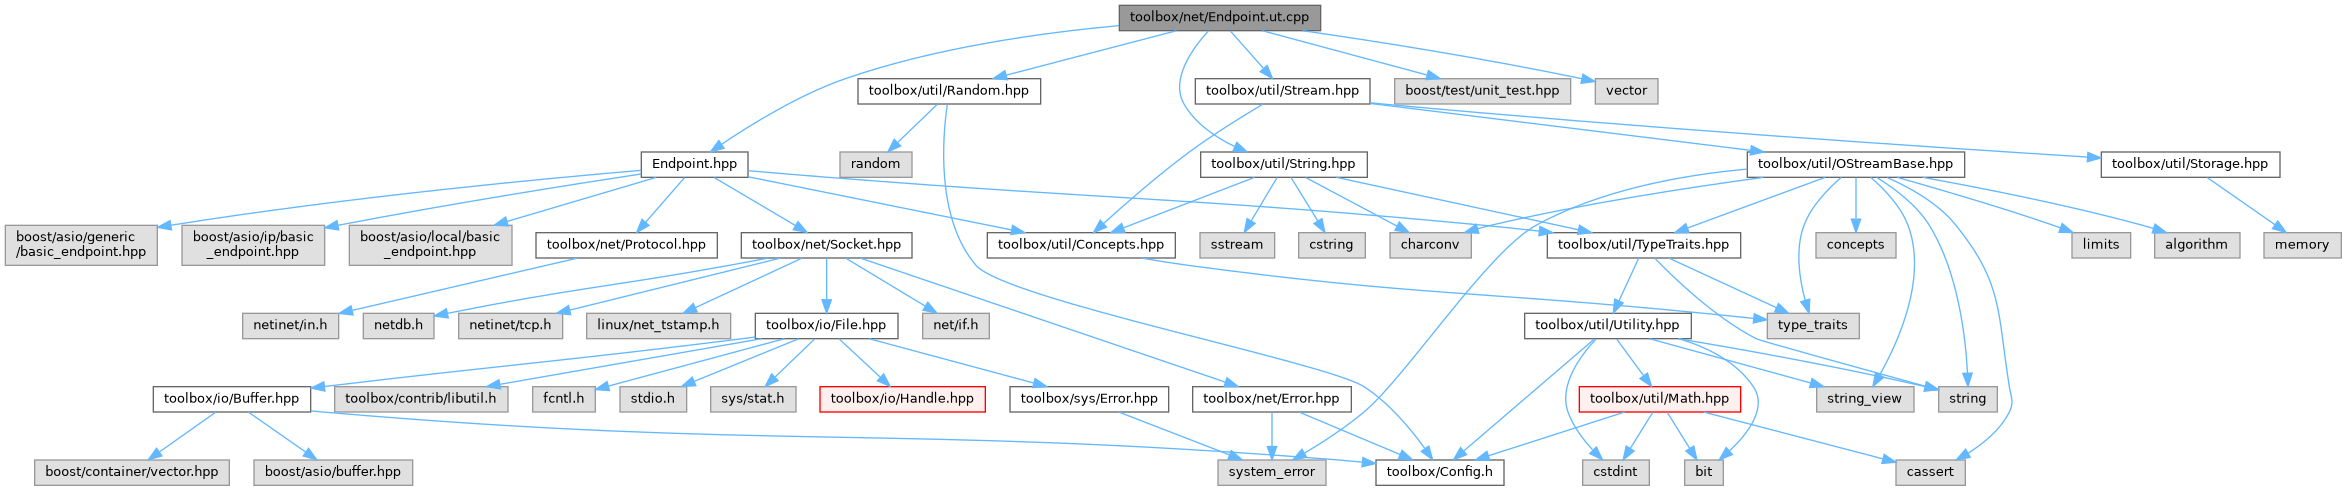 toolbox/net/Endpoint.ut.cpp
toolbox/util/Random.hpp
toolbox/util/Stream.hpp
boost/test/unit_test.hpp
vector
Endpoint.hpp
random
toolbox/util/String.hpp
toolbox/util/OStreamBase.hpp
toolbox/util/Storage.hpp
boost/asio/generic
/basic_endpoint.hpp
boost/asio/ip/basic
_endpoint.hpp
boost/asio/local/basic
_endpoint.hpp
toolbox/net/Protocol.hpp
toolbox/net/Socket.hpp
toolbox/util/Concepts.hpp
sstream
cstring
charconv
toolbox/util/TypeTraits.hpp
concepts
limits
algorithm
memory
netinet/in.h
netdb.h
netinet/tcp.h
linux/net_tstamp.h
toolbox/io/File.hpp
net/if.h
toolbox/util/Utility.hpp
type_traits
toolbox/io/Buffer.hpp
toolbox/contrib/libutil.h
fcntl.h
stdio.h
sys/stat.h
toolbox/io/Handle.hpp
toolbox/sys/Error.hpp
toolbox/net/Error.hpp
toolbox/util/Math.hpp
string_view
string
boost/container/vector.hpp
boost/asio/buffer.hpp
system_error
toolbox/Config.h
cstdint
bit
cassert